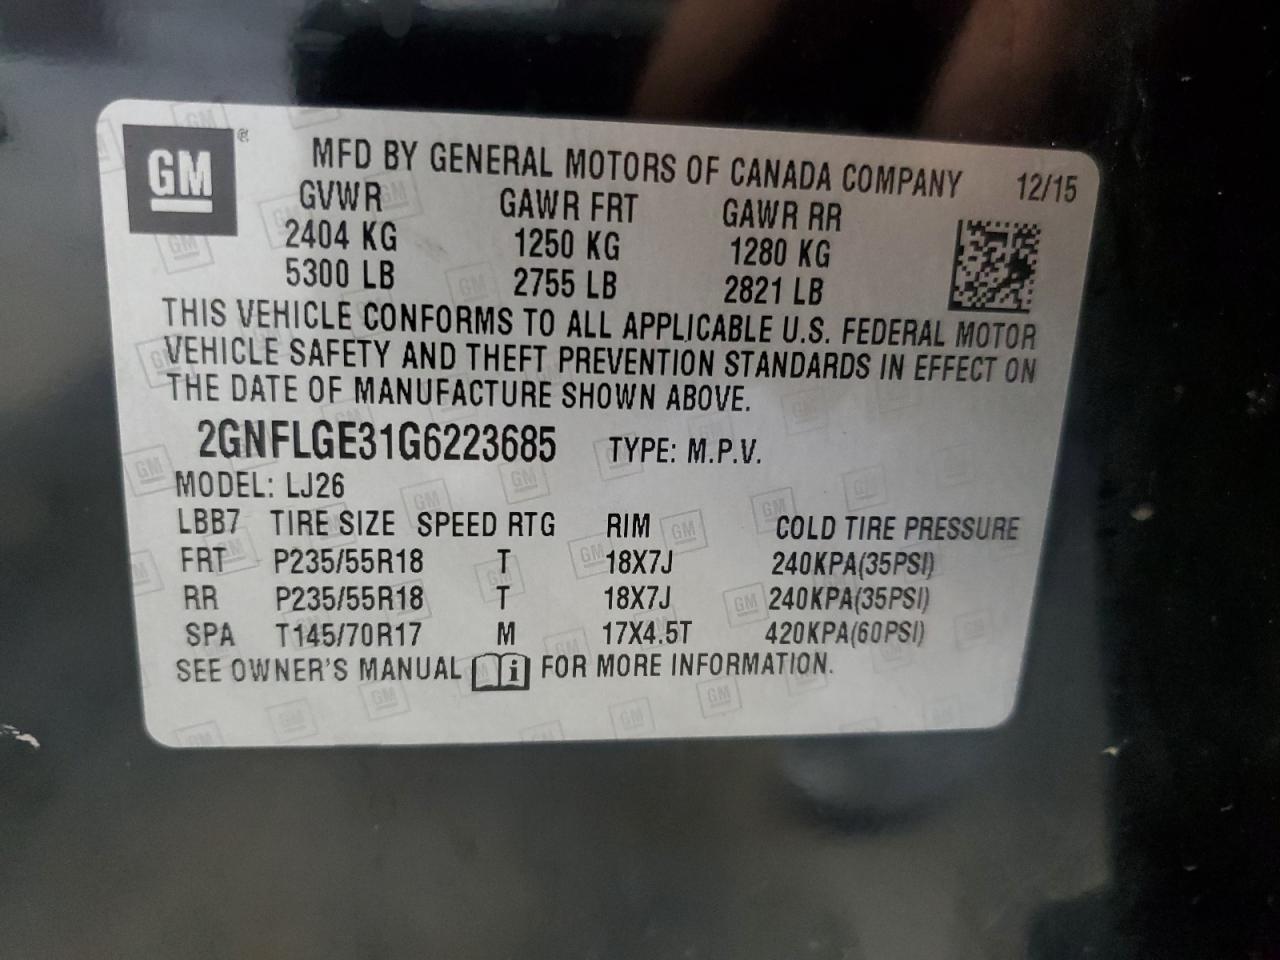 GM ®
MFD BY GENERAL MOTORS OF CANADA COMPANY 12/15
GVWR GAWR FRT GAWR RR
2404 KG 1250 KG 1280 KG
5300 LB 2755 LB 2821 LB
THIS VEHICLE CONFORMS TO ALL APPLICABLE U.S. FEDERAL MOTOR
VEHICLE SAFETY AND THEFT PREVENTION STANDARDS IN EFFECT ON
THE DATE OF MANUFACTURE SHOWN ABOVE.
2GNFLGE31G6223685 TYPE: M.P.V.
MODEL: LJ26
LBB7 TIRE SIZE SPEED RTG RIM COLD TIRE PRESSURE
FRT P235/55R18 T 18X7J 240KPA(35PSI)
RR P235/55R18 T 18X7J 240KPA(35PSI)
SPA T145/70R17 M 17X4.5T 420KPA(60PSI)
SEE OWNER'S MANUAL i FOR MORE INFORMATION.